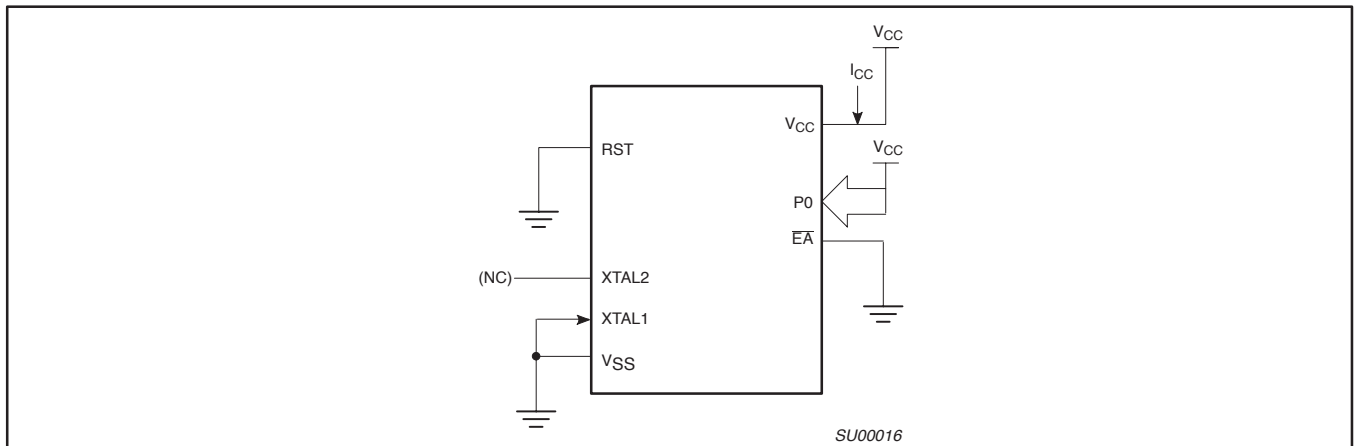 VCC
ICC
VCC
RST
VCC
P0
EA
(NC)
XTAL2
XTAL1
VSS
SU00016